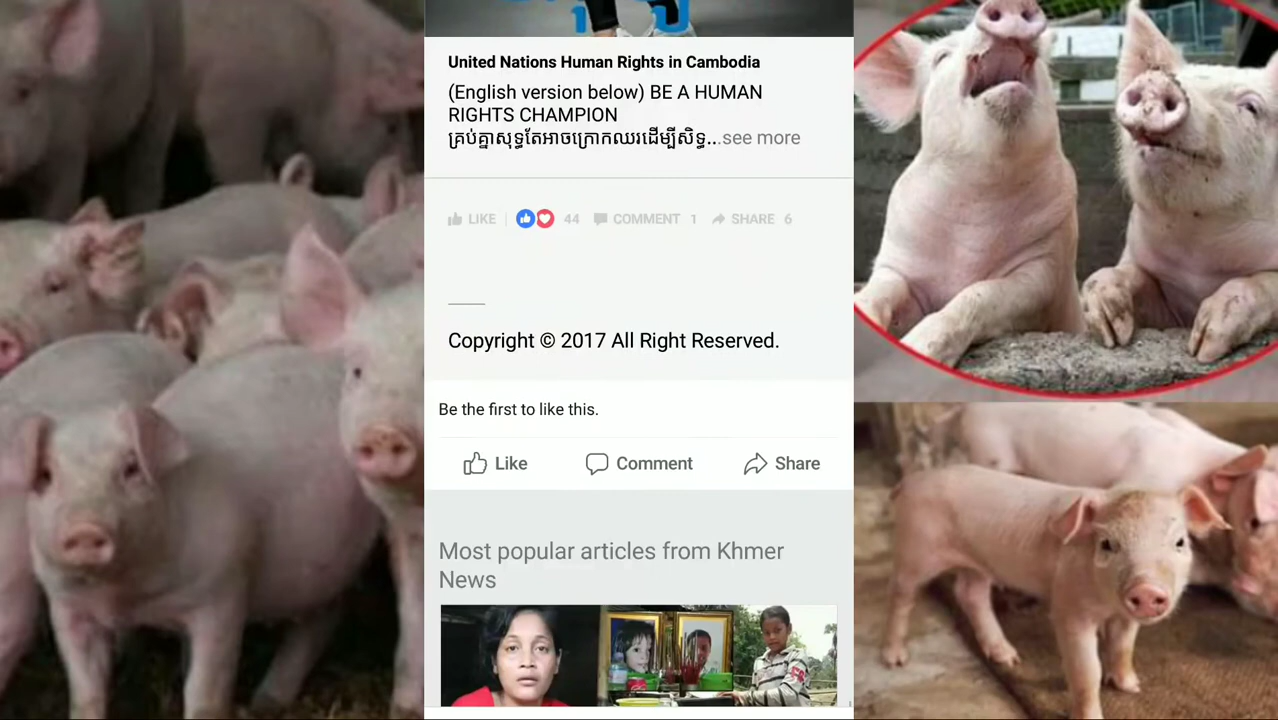 United Nations Human Rights in Cambodia
(English version below) BE A HUMAN
RIGHTS CHAMPION
គ្រប់គ្នាសុទ្ធតែអាចក្រោកឈរដើម្បីសិទ្ធ...see more
LIKE 44 COMMENT 1 SHARE 6
Copyright © 2017 All Right Reserved.
Be the first to like this.
Like Comment Share
Most popular articles from Khmer
News